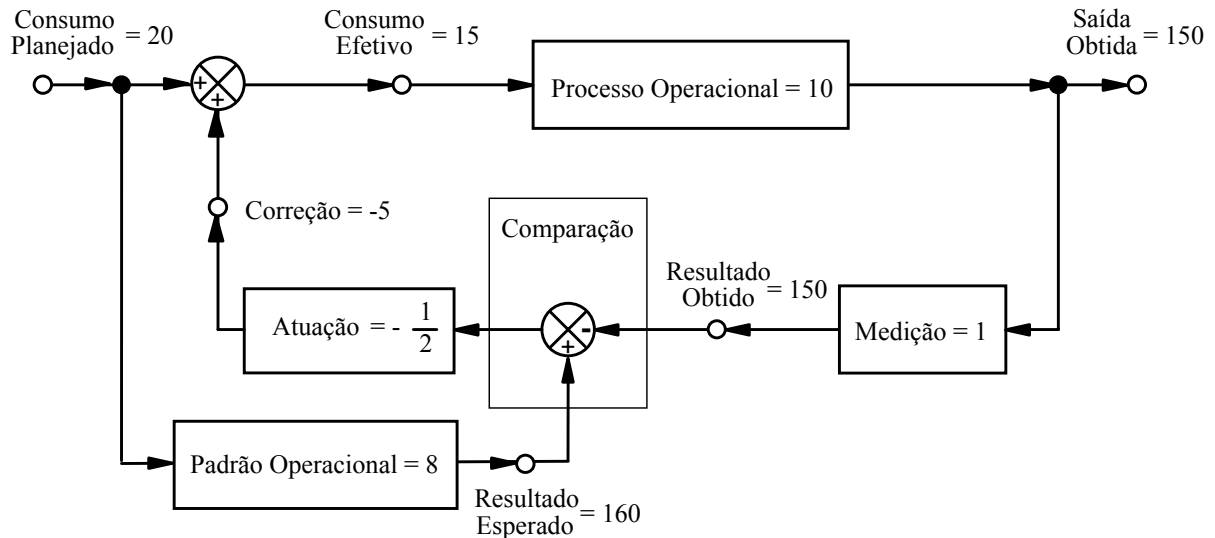 Consumo
Planejado = 20
Consumo
Efetivo = 15
Saída
Obtida = 150
+
+
Processo Operacional = 10
Correção = -5
Comparação
Resultado
Obtido = 150
Atuação = - 1/2
-
+
Medição = 1
Padrão Operacional = 8
Resultado
Esperado = 160